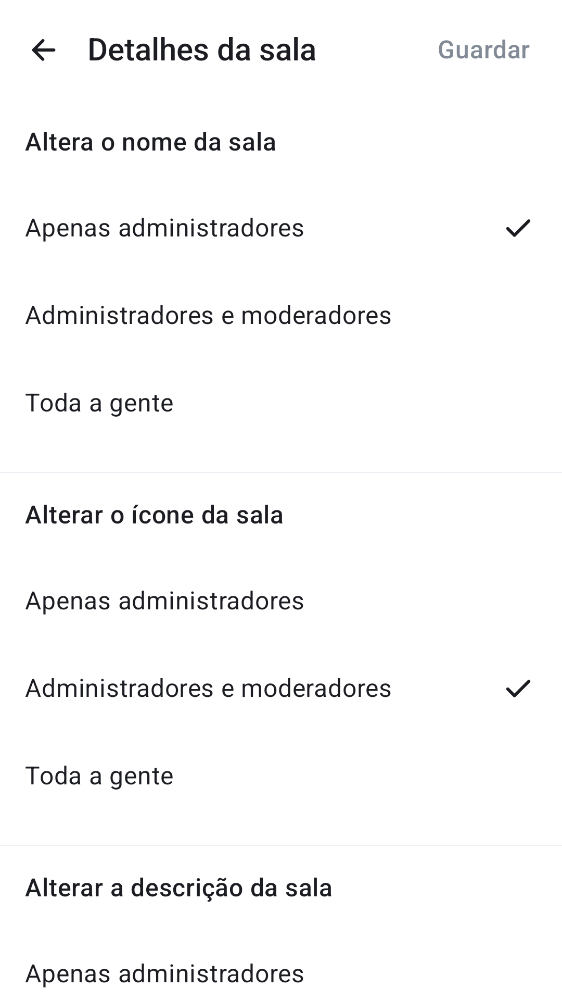 Detalhes da sala
Guardar
Altera o nome da sala
Apenas administradores
Administradores e moderadores
Toda a gente
Alterar o ícone da sala
Apenas administradores
Administradores e moderadores
Toda a gente
Alterar a descrição da sala
Apenas administradores